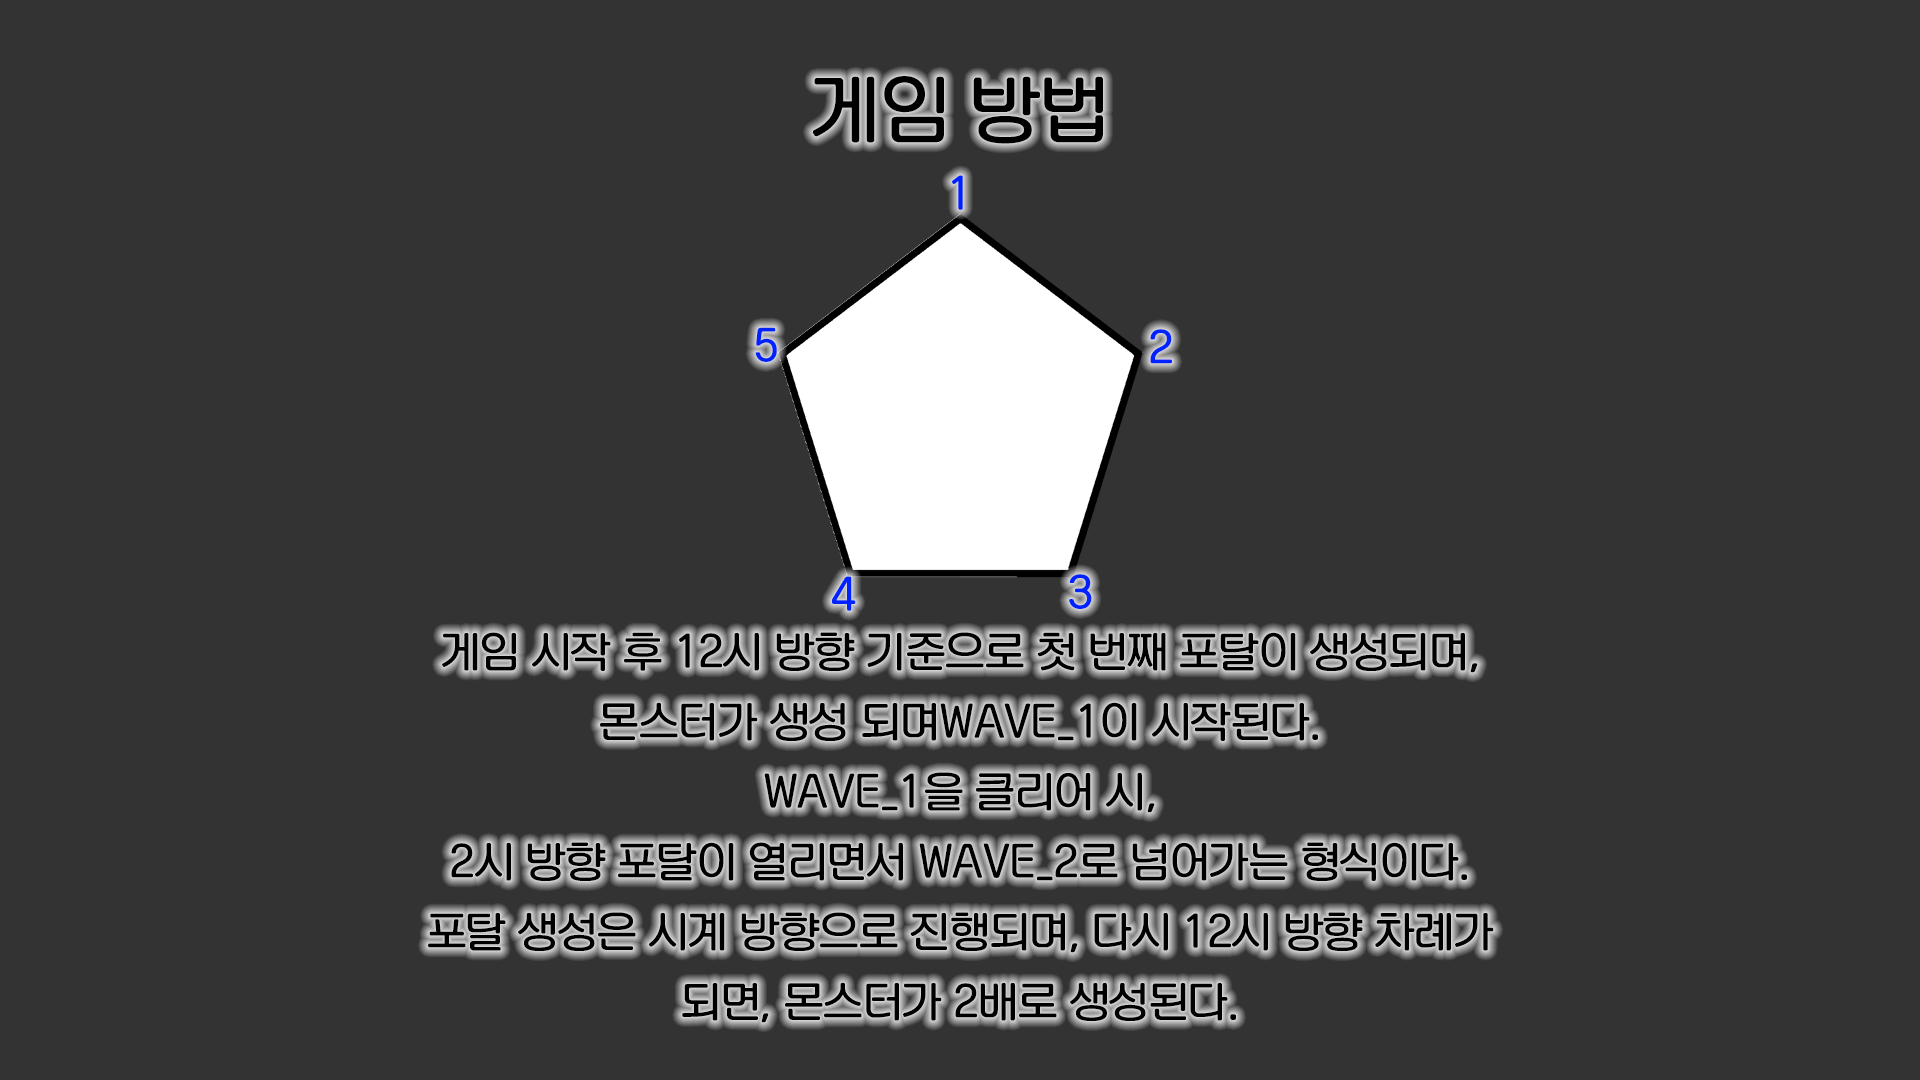 게임 방법
1
5
2
4
3
게임 시작 후 12시 방향 기준으로 첫 번째 포탈이 생성되며,
몬스터가 생성 되며WAVE_1이 시작된다.
WAVE_1을 클리어 시,
2시 방향 포탈이 열리면서 WAVE_2로 넘어가는 형식이다.
포탈 생성은 시계 방향으로 진행되며, 다시 12시 방향 차례가
되면, 몬스터가 2배로 생성된다.